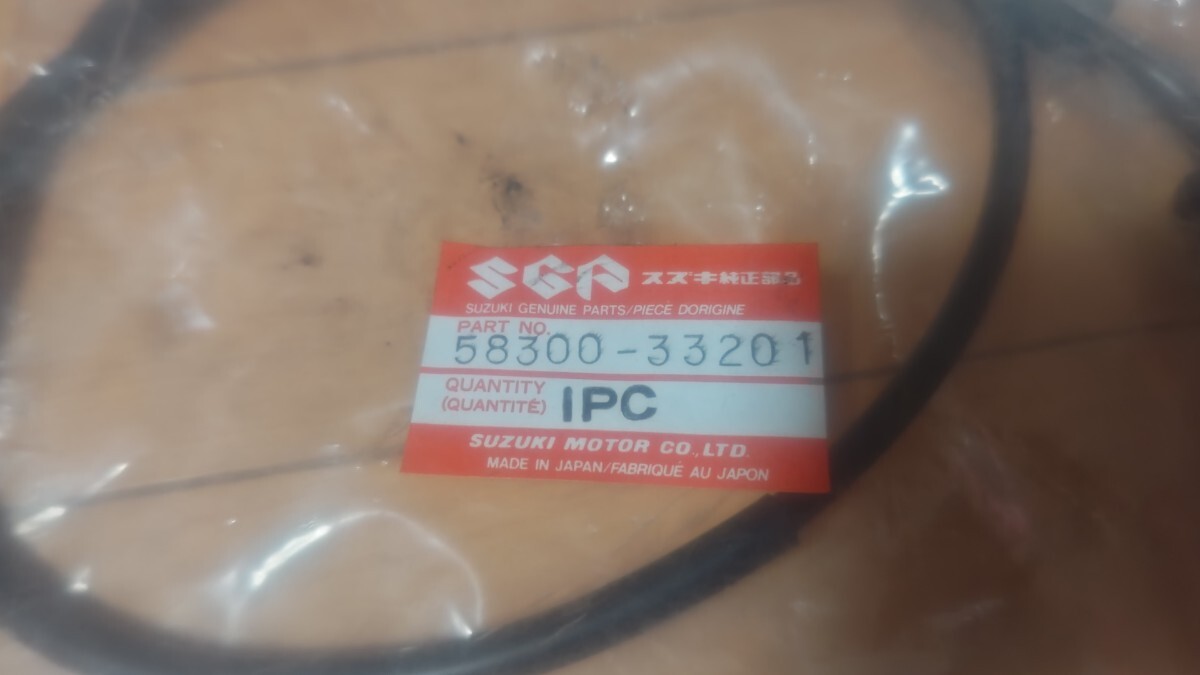 SGP スズキ純正部品
SUZUKI GENUINE PARTS/PIECE DORIGINE
PART NO.
58300-33201
QUANTITY
(QUANTITÉ) 1PC
SUZUKI MOTOR CO.,LTD.
MADE IN JAPAN/FABRIQUE AU JAPON